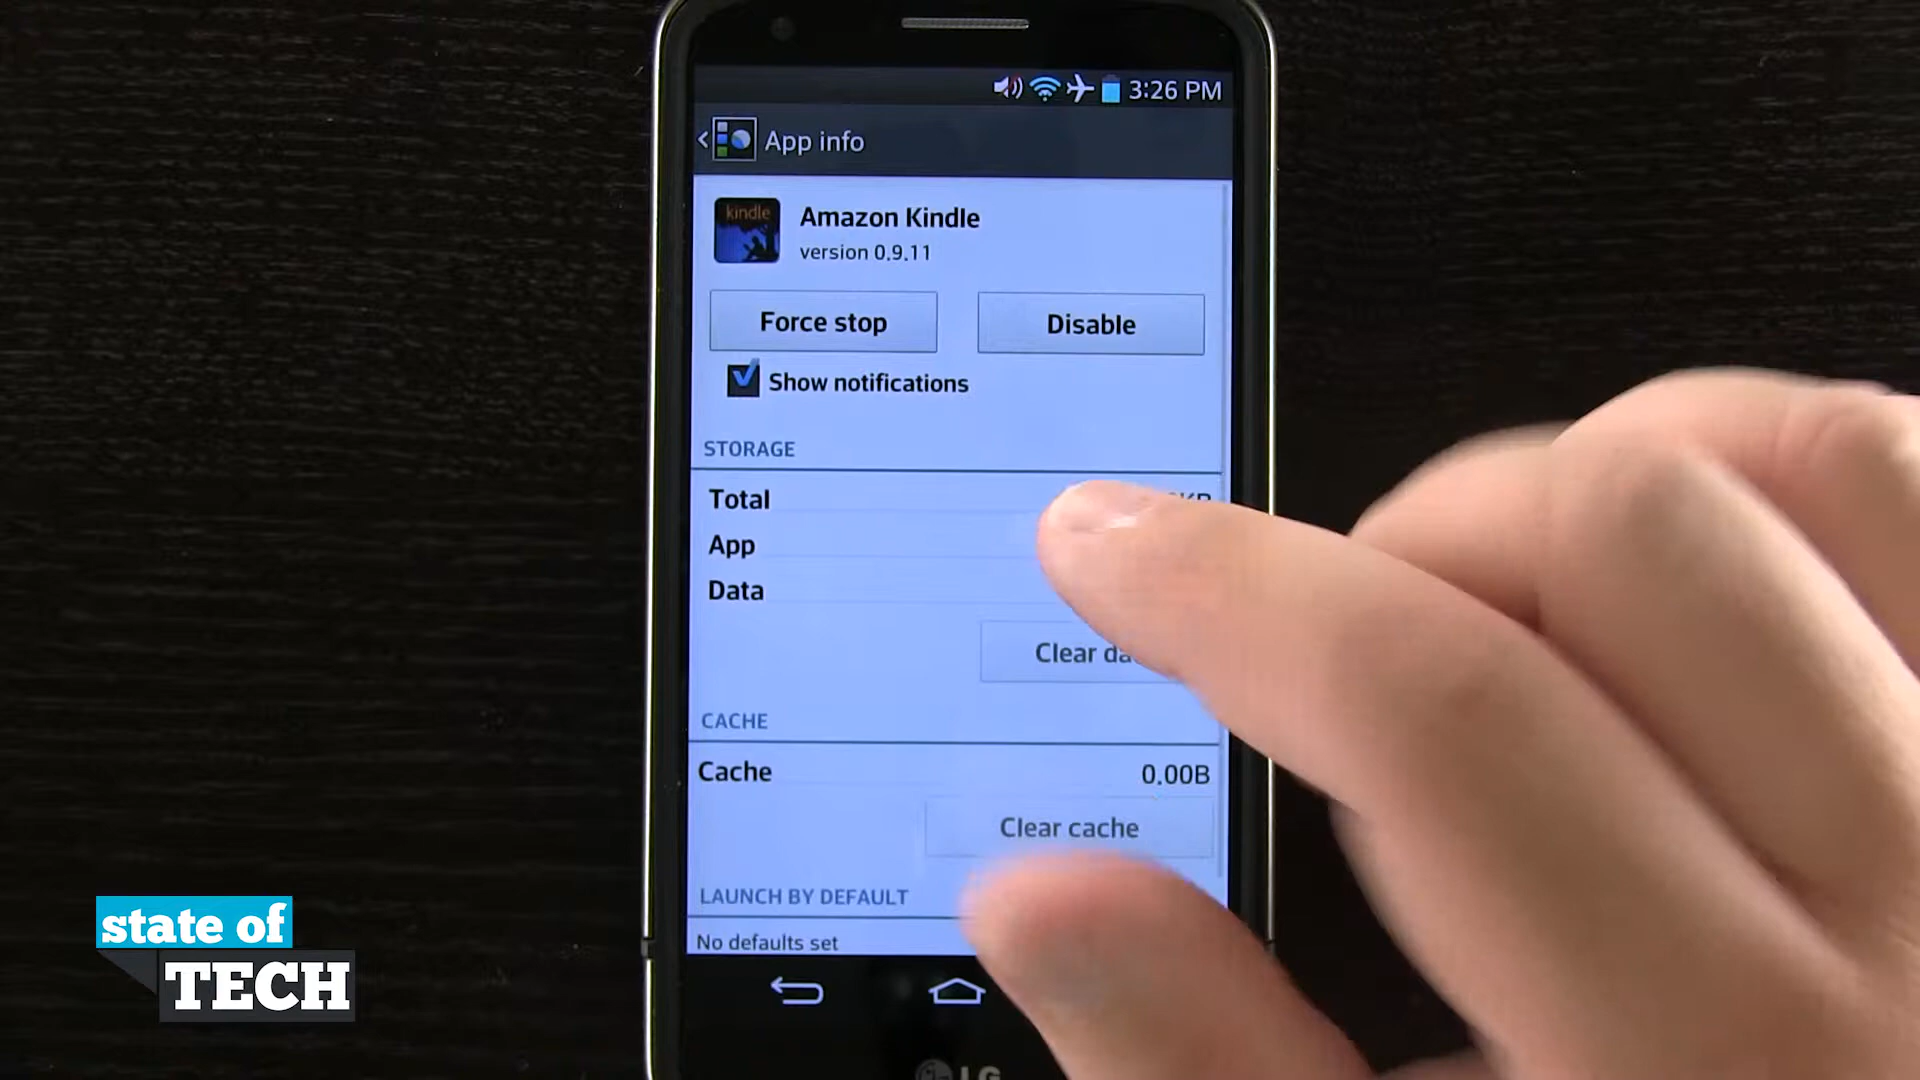 3:26 PM
App info
kindle
Amazon Kindle
version 0.9.11
Force stop
Disable
Show notifications
STORAGE
Total
App
Data
Clear
CACHE
Cache 0.00B
Clear cache
LAUNCH BY DEFAULT
No defaults set
LG
state of
TECH